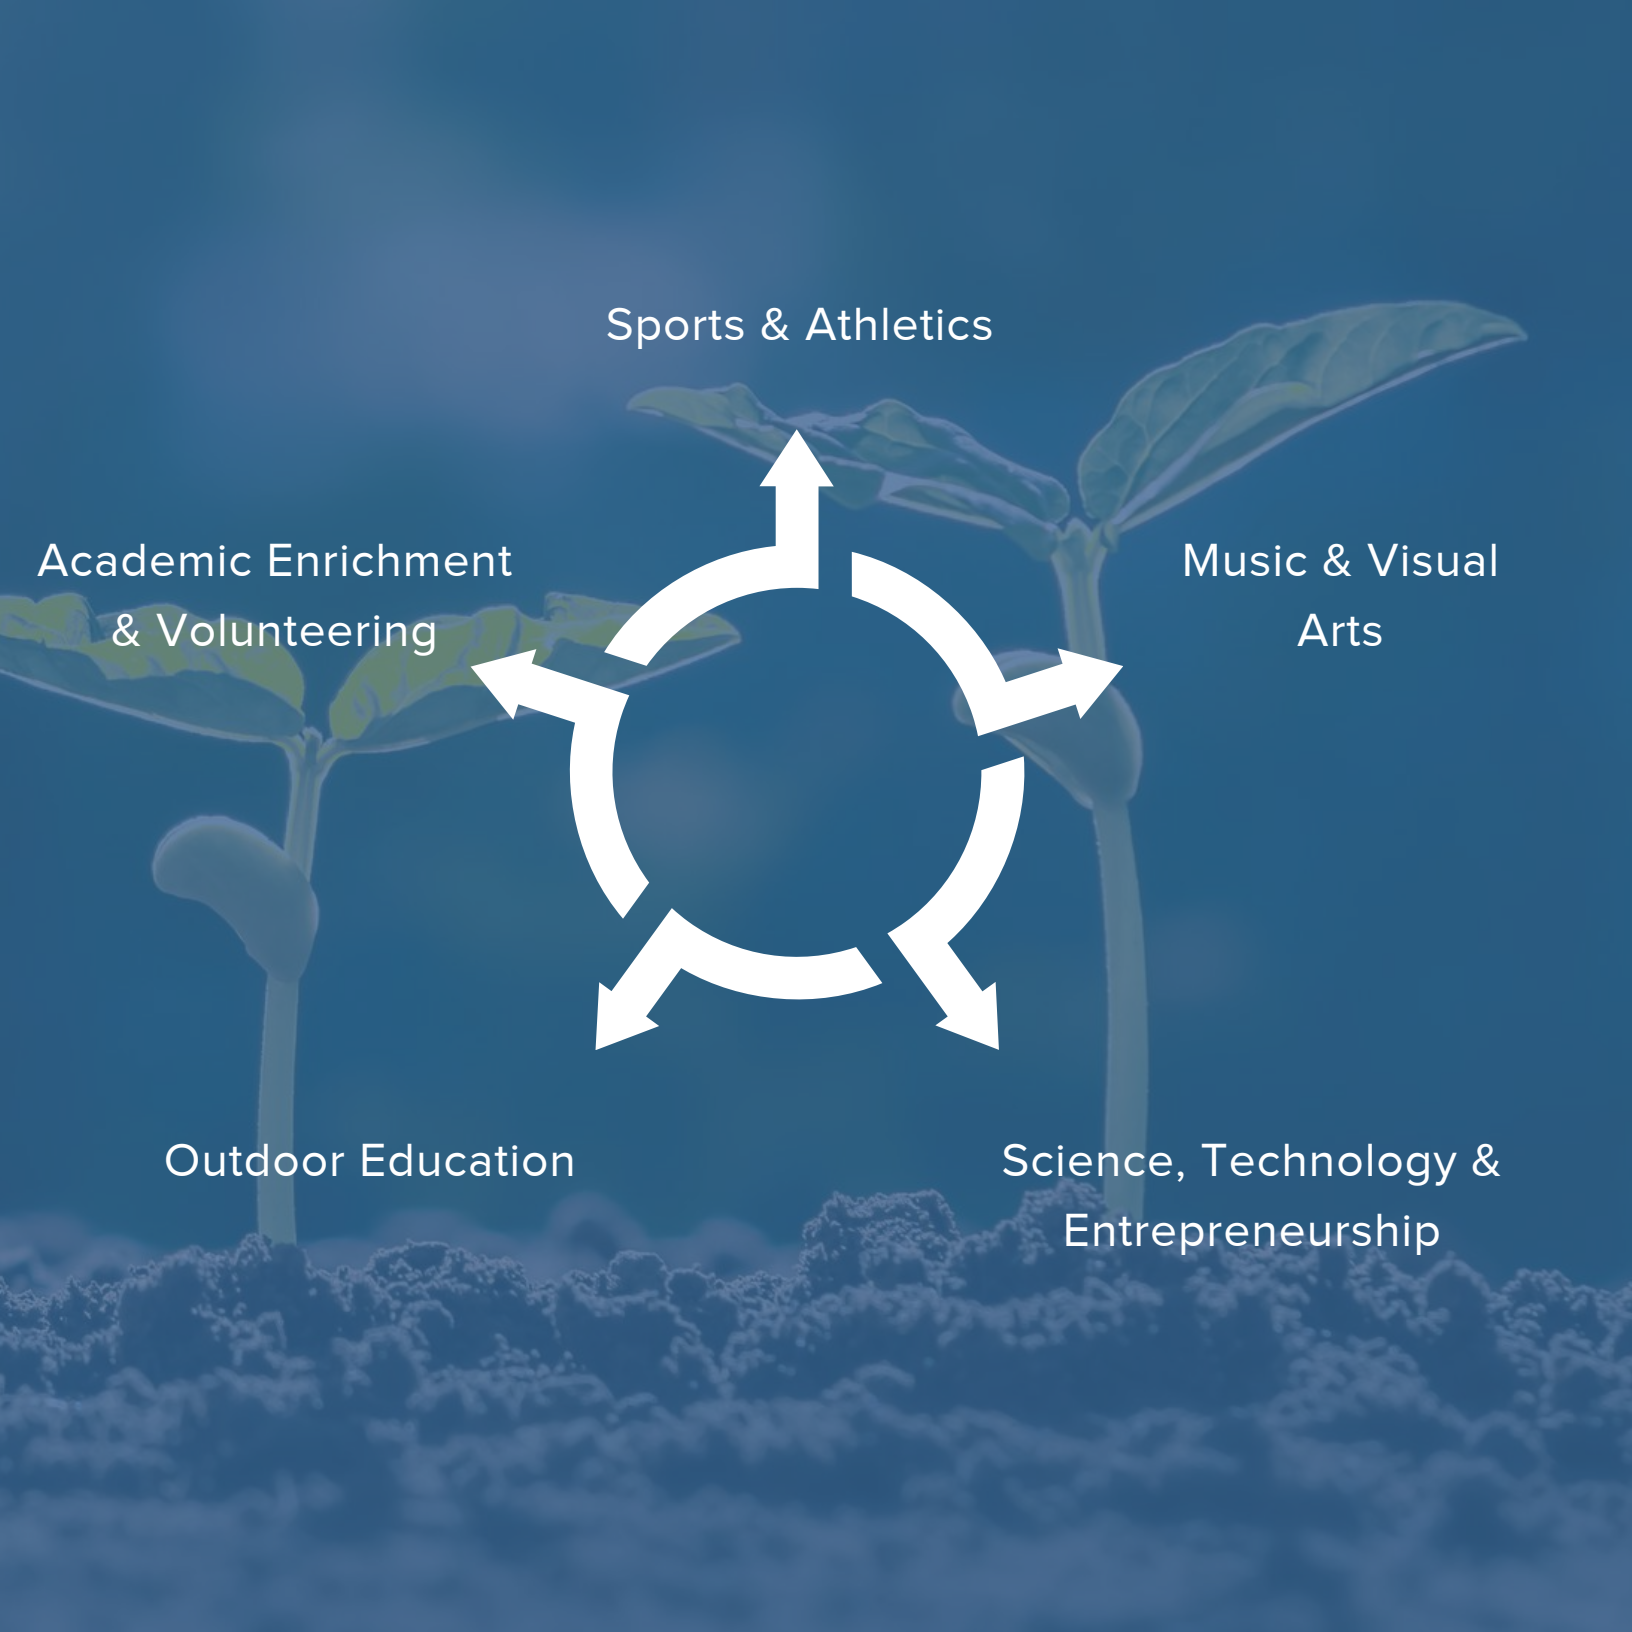 Sports & Athletics
Academic Enrichment
& Volunteering
Music & Visual
Arts
Outdoor Education
Science, Technology &
Entrepreneurship